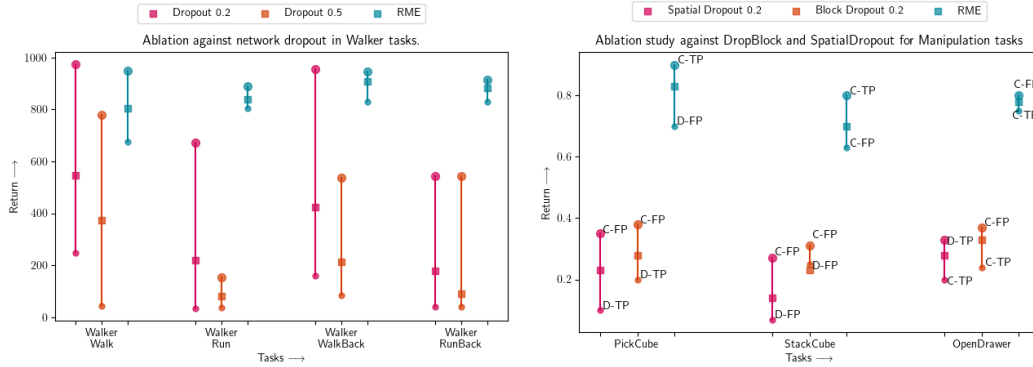 Dropout 0.2 Dropout 0.5 RME
Ablation against network dropout in Walker tasks.
1000
800
600
400
200
0
Return →
Walker Walk
Walker Run
Walker WalkBack
Walker RunBack
Tasks →
Spatial Dropout 0.2 Block Dropout 0.2 RME
Ablation study against DropBlock and SpatialDropout for Manipulation tasks
0.8
0.6
0.4
0.2
Return →
C-TP
D-FP
C-FP
D-TP
C-FP
D-TP
C-TP
C-FP
C-FP
D-FP
C-FP
D-FP
C-FP
C-TP
D-TP
C-TP
C-FP
C-TP
PickCube
StackCube
OpenDrawer
Tasks →